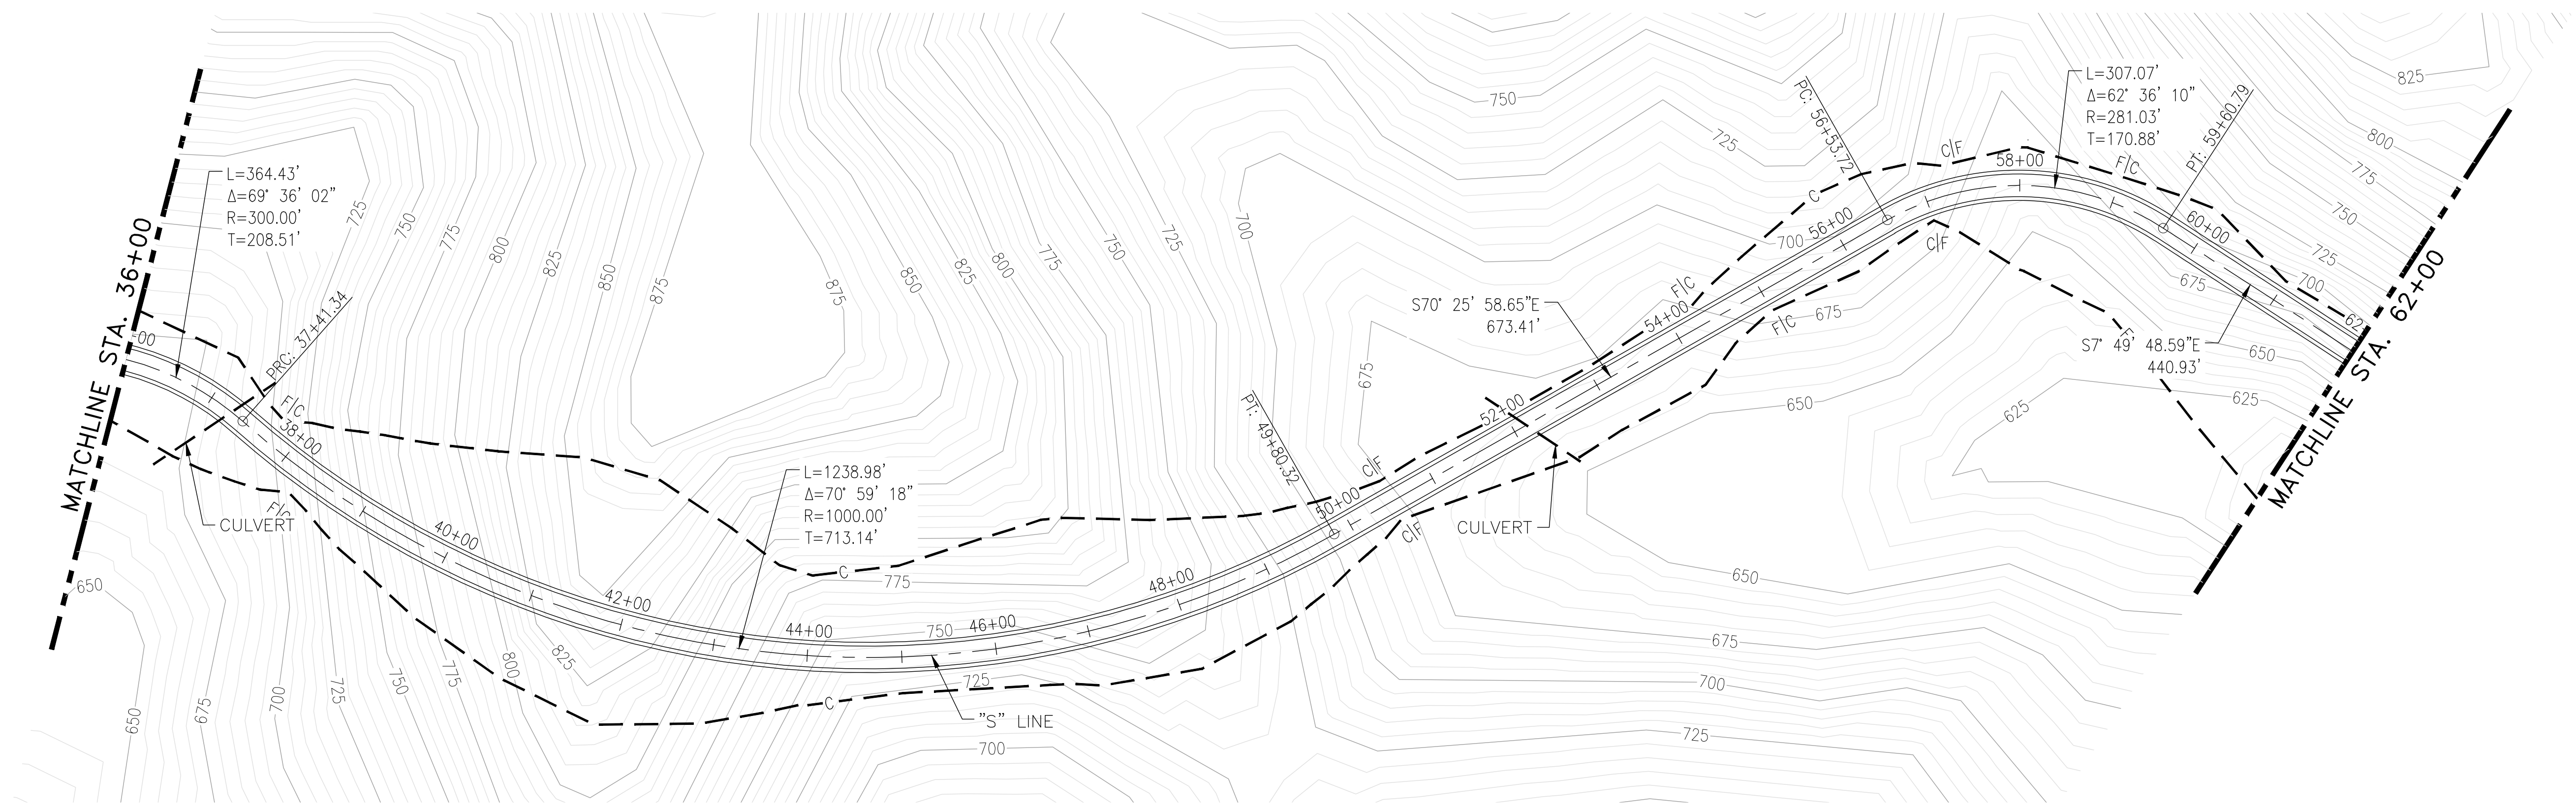 MATCHLINE STA. 36+00
L=364.43'
Δ=69° 36' 02"
R=300.00'
T=208.51'
PRC: 37+41.34
CULVERT
F/C
F/C
38+00
40+00
42+00
44+00
46+00
48+00
50+00
52+00
54+00
56+00
58+00
60+00
62
+00
L=1238.98'
Δ=70° 59' 18"
R=1000.00'
T=713.14'
"S" LINE
C
C
PT: 49+80.32
C/F
C/F
CULVERT
S70° 25' 58.65"E
673.41'
F/C
F/C
C
PC: 56+53.72
C/F
C/F
L=307.07'
Δ=62° 36' 10"
R=281.03'
T=170.88'
F/C
PT: 59+60.79
S7° 49' 48.59"E
440.93'
MATCHLINE STA. 62+00
725
750
775
800
825
850
875
875
850
825
800
775
750
725
700
750
725
700
675
675
650
625
825
800
775
750
725
700
675
650
625
650
650
675
700
725
750
775
800
825
775
750
725
700
650
675
700
725